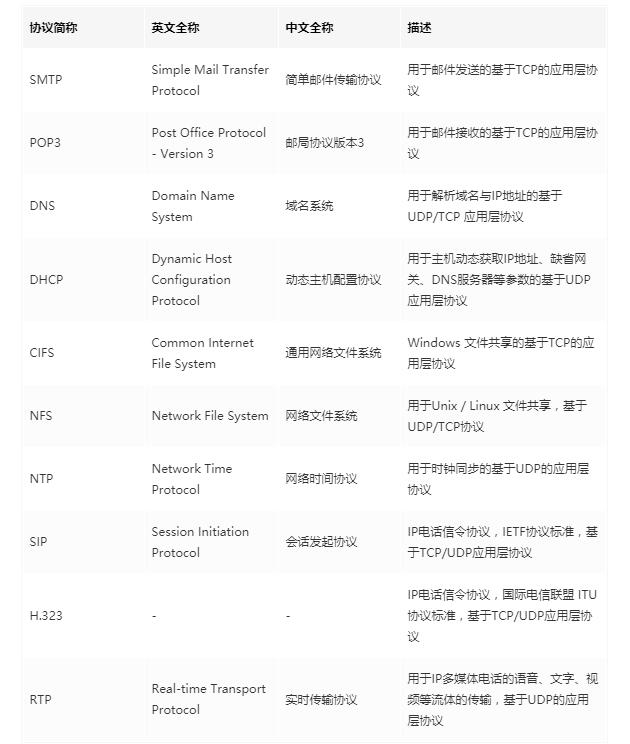 协议简称 英文全称 中文全称 描述
SMTP Simple Mail Transfer Protocol 简单邮件传输协议 用于邮件发送的基于TCP的应用层协议
POP3 Post Office Protocol - Version 3 邮局协议版本3 用于邮件接收的基于TCP的应用层协议
DNS Domain Name System 域名系统 用于解析域名与IP地址的基于UDP/TCP 应用层协议
DHCP Dynamic Host Configuration Protocol 动态主机配置协议 用于主机动态获取IP地址、缺省网关、DNS服务器等参数的基于UDP应用层协议
CIFS Common Internet File System 通用网络文件系统 Windows 文件共享的基于TCP的应用层协议
NFS Network File System 网络文件系统 用于Unix / Linux 文件共享，基于UDP/TCP协议
NTP Network Time Protocol 网络时间协议 用于时钟同步的基于UDP的应用层协议
SIP Session Initiation Protocol 会话发起协议 IP电话信令协议，IETF协议标准，基于TCP/UDP应用层协议
H.323 - - IP电话信令协议，国际电信联盟 ITU协议标准，基于TCP/UDP应用层协议
RTP Real-time Transport Protocol 实时传输协议 用于IP多媒体电话的语音、文字、视频等流体的传输，基于UDP的应用层协议